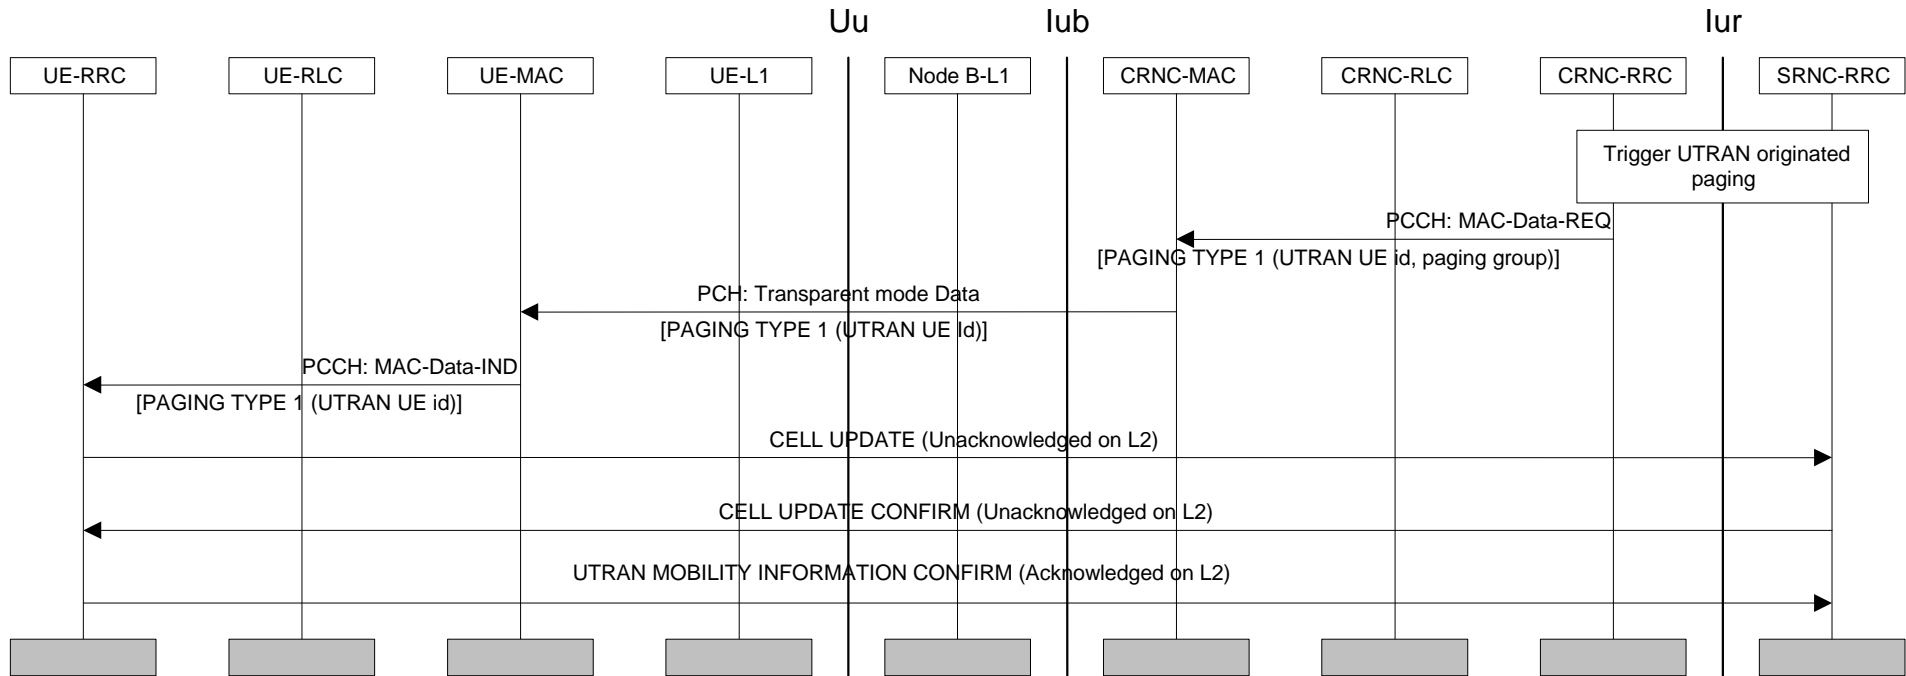 Uu Iub Iur
UE-RRC UE-RLC UE-MAC UE-L1 Node B-L1 CRNC-MAC CRNC-RLC CRNC-RRC SRNC-RRC
Trigger UTRAN originated
paging
PCCH: MAC-Data-REQ
[PAGING TYPE 1 (UTRAN UE id, paging group)]
PCH: Transparent mode Data
[PAGING TYPE 1 (UTRAN UE Id)]
PCCH: MAC-Data-IND
[PAGING TYPE 1 (UTRAN UE id)]
CELL UPDATE (Unacknowledged on L2)
CELL UPDATE CONFIRM (Unacknowledged on L2)
UTRAN MOBILITY INFORMATION CONFIRM (Acknowledged on L2)